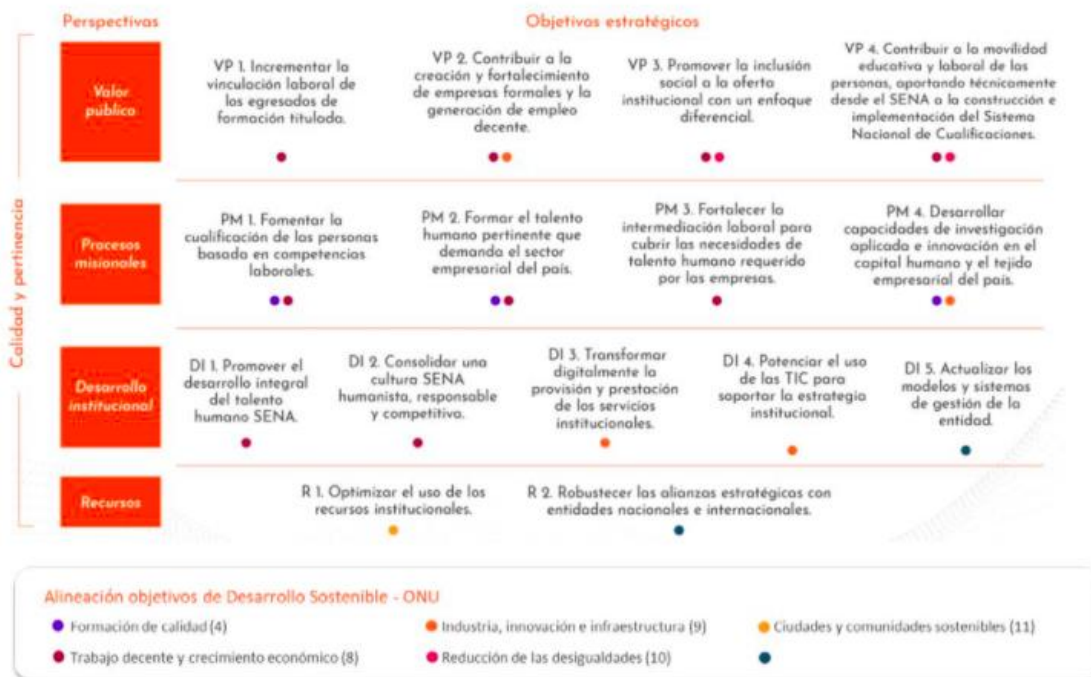 Perspectivas
Objetivos estratégicos
Calidad y pertinencia
Valor
público
VP 1. Incrementar la
vinculación laboral de
los egresados de
formación titulada.
VP 2. Contribuir a la
creación y fortalecimiento
de empresas formales y la
generación de empleo
decente.
VP 3. Promover la inclusión
social a la oferta
institucional con un enfoque
diferencial.
VP 4. Contribuir a la movilidad
educativa y laboral de las
personas, aportando técnicamente
desde el SENA a la construcción e
implementación del Sistema
Nacional de Cualificaciones.
Procesos
misionales
PM 1. Fomentar la
cualificación de las personas
basada en competencias
laborales.
PM 2. Formar el talento
humano pertinente que
demanda el sector
empresarial del país.
PM 3. Fortalecer la
intermediación laboral para
cubrir las necesidades de
talento humano requerido
por las empresas.
PM 4. Desarrollar
capacidades de investigación
aplicada e innovación en el
capital humano y el tejido
empresarial del país.
Desarrollo
institucional
DI 1. Promover el
desarrollo integral
del talento
humano SENA.
DI 2. Consolidar una
cultura SENA
humanista, responsable
y competitiva.
DI 3. Transformar
digitalmente la
provisión y prestación
de los servicios
institucionales.
DI 4. Potenciar el uso
de las TIC para
soportar la estrategia
institucional.
DI 5. Actualizar los
modelos y sistemas
de gestión de la
entidad.
Recursos
R 1. Optimizar el uso de los
recursos institucionales.
R 2. Robustecer las alianzas estratégicas con
entidades nacionales e internacionales.
Alineación objetivos de Desarrollo Sostenible - ONU
Formación de calidad (4)
Industria, innovación e infraestructura (9)
Ciudades y comunidades sostenibles (11)
Trabajo decente y crecimiento económico (8)
Reducción de las desigualdades (10)